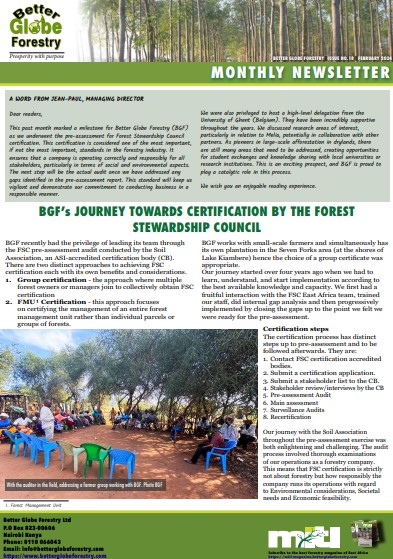 Better
Globe
Forestry
Prosperity with purpose
BETTER GLOBE FORESTRY ISSUE NO.18 FEBRUARY 2024
MONTHLY NEWSLETTER
A WORD FROM JEAN-PAUL, MANAGING DIRECTOR
Dear readers,
This past month marked a milestone for Better Globe Forestry (BGF)
as we underwent the pre-assessment for Forest Stewardship Council
certification. This certification is considered one of the most important,
if not the most important, standards in the forestry industry. It
ensures that a company is operating correctly and responsibly for all
stakeholders, particularly in terms of social and environmental aspects.
The next step will be the actual audit once we have addressed any
gaps identified in the pre-assessment report. This standard will keep us
vigilant and demonstrate our commitment to conducting business in a
responsible manner.
We were also privileged to host a high-level delegation from the
University of Ghent (Belgium). They have been incredibly supportive
throughout the years. We discussed research areas of interest,
particularly in relation to Melia, potentially in collaboration with other
partners. As pioneers in large-scale afforestation in drylands, there
are still many areas that need to be addressed, creating opportunities
for student exchanges and knowledge sharing with local universities or
research institutions. This is an exciting prospect, and BGF is proud to
play a catalytic role in this process.
We wish you an enjoyable reading experience.
BGF's JOURNEY TOWARDS CERTIFICATION BY THE FOREST
STEWARDSHIP COUNCIL
BGF recently had the privilege of leading its team through
the FSC pre-assessment audit conducted by the Soil
Association, an ASI-accredited certification body (CB).
There are two distinct approaches to achieving FSC
certification each with its own benefits and considerations.
1. Group certification - the approach where multiple
forest owners or managers join to collectively obtain FSC
certification
2. FMU¹ Certification - this approach focuses
on certifying the management of an entire forest
management unit rather than individual parcels or
groups of forests.
BGF works with small-scale farmers and simultaneously has
its own plantation in the Seven Forks area (at the shores of
Lake Kiambere) hence the choice of a group certificate was
appropriate.
Our journey started over four years ago when we had to
learn, understand, and start implementation according to
the best available knowledge and capacity. We first had a
fruitful interaction with the FSC East Africa team, trained
our staff, did internal gap analysis and then progressively
implemented by closing the gaps up to the point we felt we
were ready for the pre-assessment.
Certification steps
The certification process has distinct
steps up to pre-assessment and to be
followed afterwards. They are:
1. Contact FSC certification accredited
bodies.
2. Submit a certification application.
3. Submit a stakeholder list to the CB.
4. Stakeholder review/interviews by the CB
5. Pre-assessment Audit
6. Main assessment
7. Surveillance Audits
8. Recertification
Our journey with the Soil Association
throughout the pre-assessment exercise was
both enlightening and challenging. The audit
process involved thorough examinations
of our operations as a forestry company.
This means that FSC certification is strictly
not about forestry but how responsibly the
company runs its operations with regard
to Environmental considerations, Societal
needs and Economic feasibility.
With the auditor in the field, addressing a farmer group working with BGF. Photo BGF
1. Forest Management Unit
Better Globe Forestry Ltd
P.O Box 823-00606
Nairobi Kenya
Phone: 0110 064043
Email: info@betterglobeforestry.com
https://www.betterglobeforestry.com
Subscribe to the best forestry magazine of East Africa